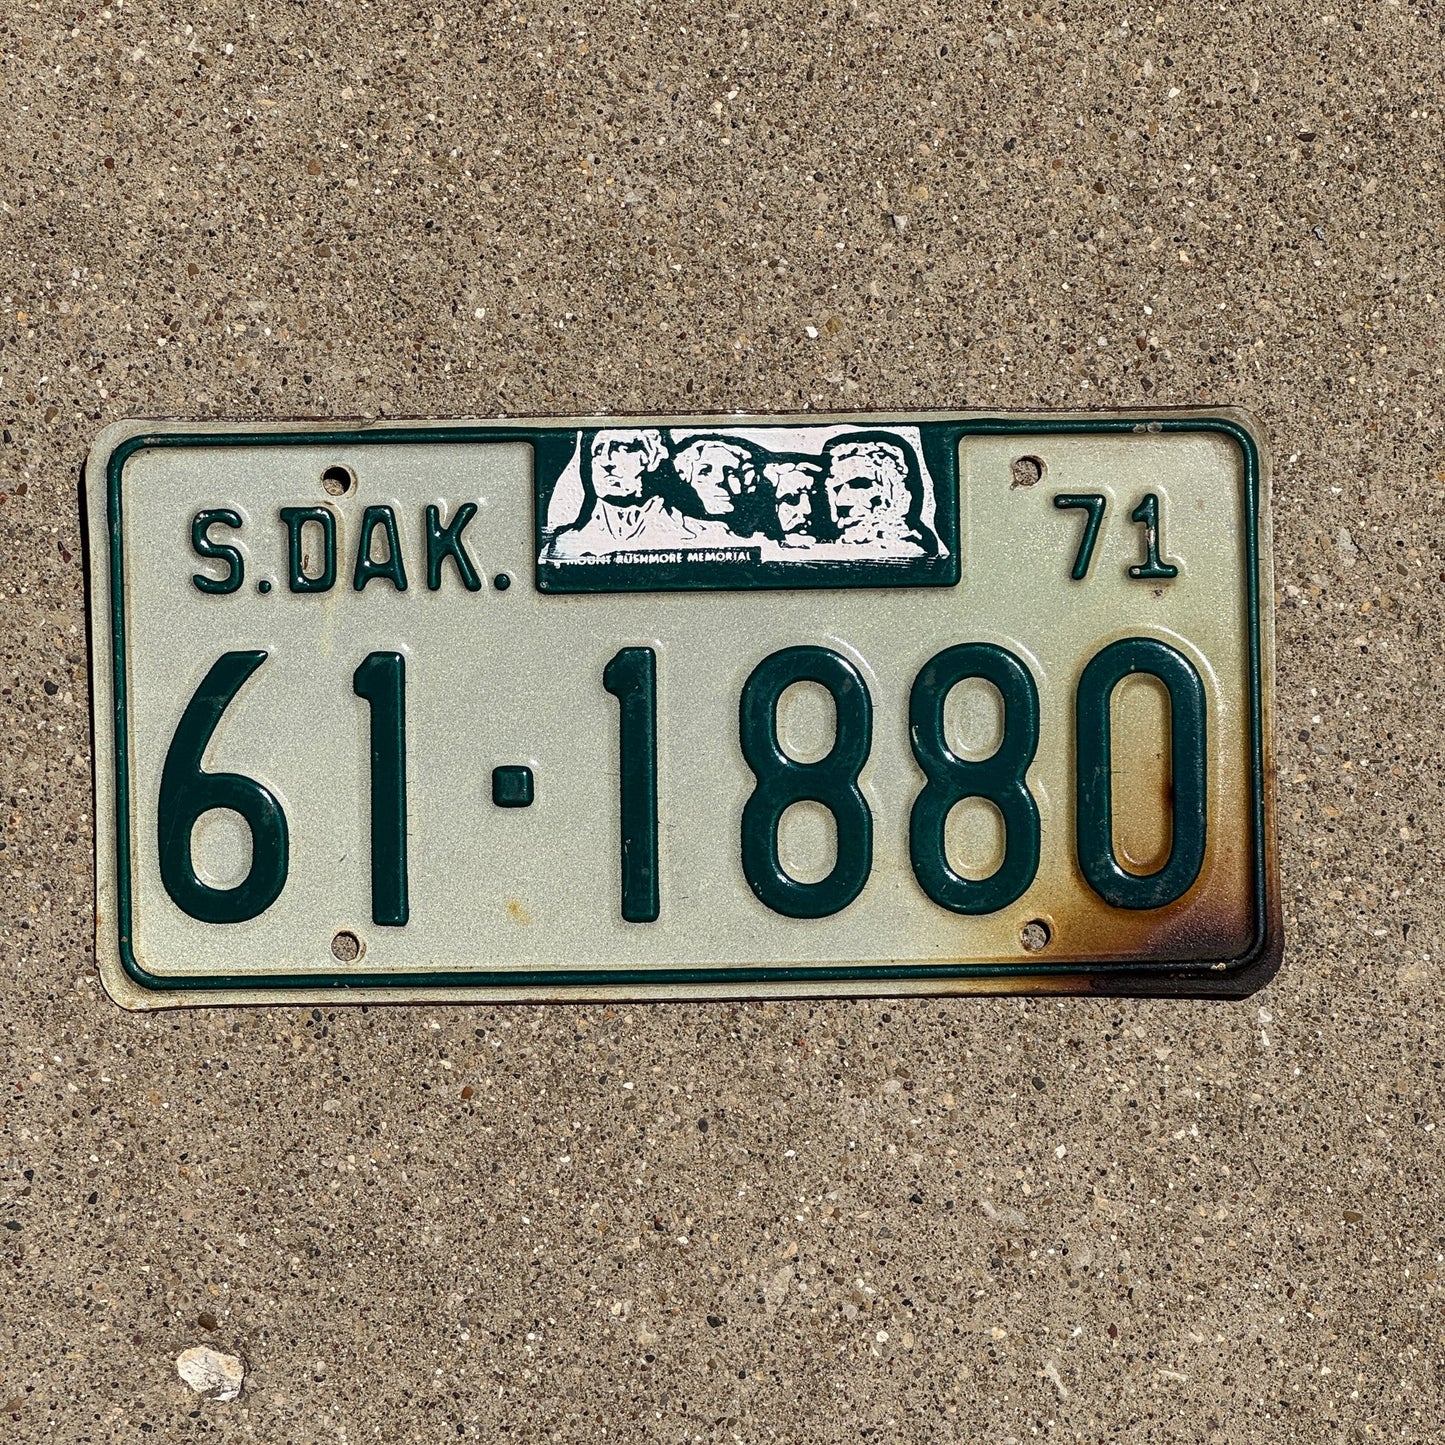 S.DAK. 71
MOUNT RUSHMORE MEMORIAL
61·1880